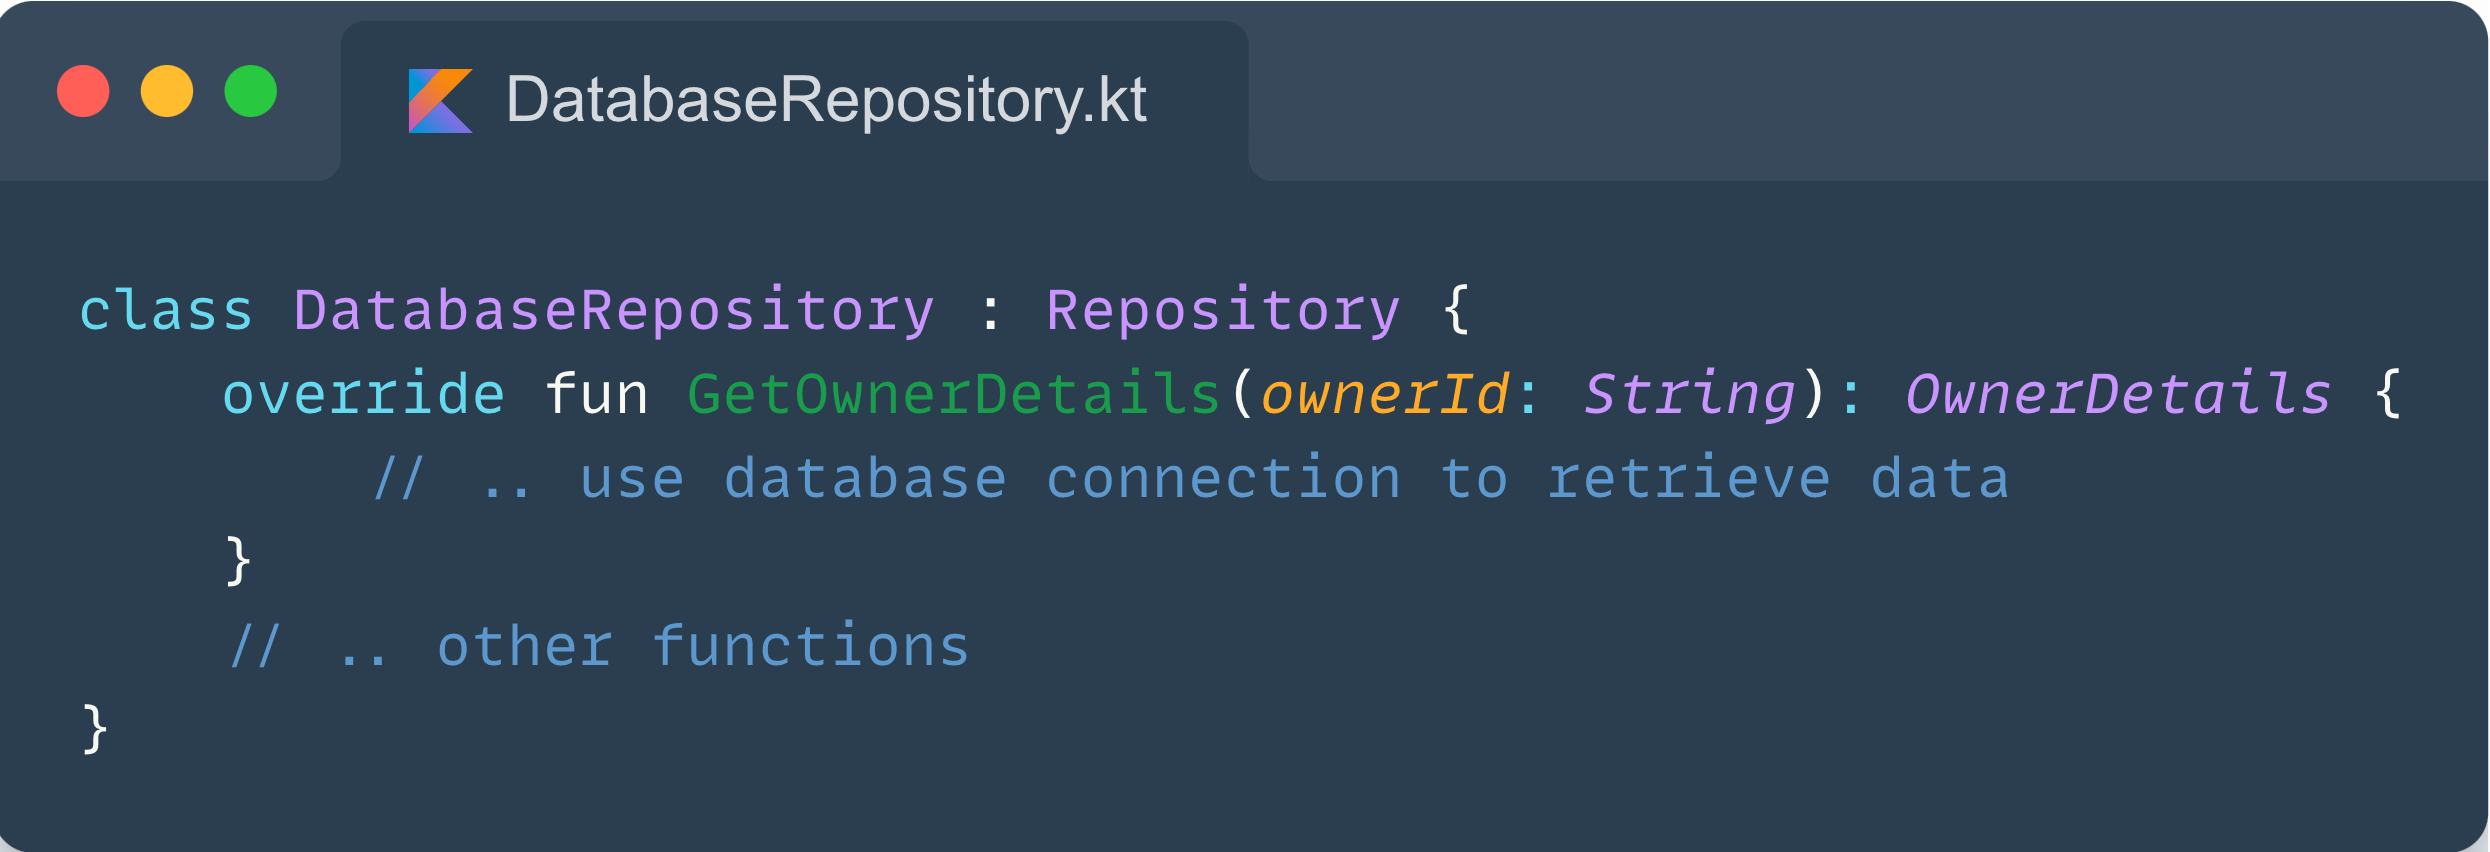 DatabaseRepository.kt
class DatabaseRepository : Repository {
    override fun GetOwnerDetails(ownerId: String): OwnerDetails {
        // .. use database connection to retrieve data
    }
    // .. other functions
}